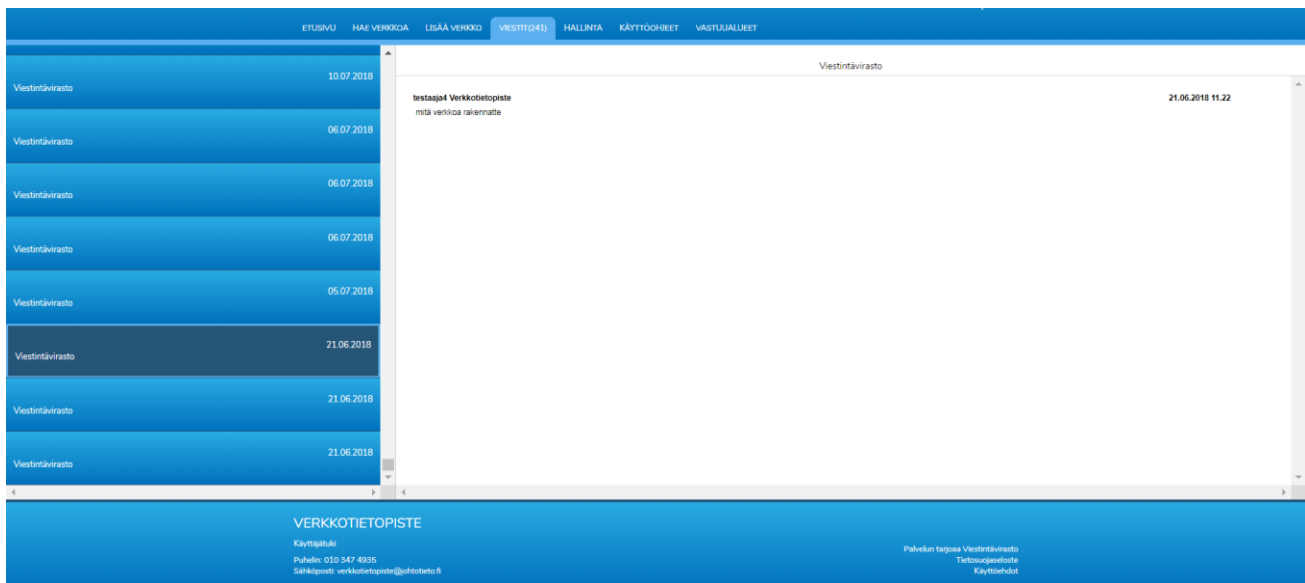 ETUSIVU HAE VERKKOA LISÄÄ VERKKO VIESTIT(241) HALLINTA KÄYTTÖOHJEET VASTUUALUEET
10.07.2018
Viestintävirasto
06.07.2018
Viestintävirasto
06.07.2018
Viestintävirasto
06.07.2018
Viestintävirasto
05.07.2018
Viestintävirasto
21.06.2018
Viestintävirasto
21.06.2018
Viestintävirasto
21.06.2018
Viestintävirasto
Viestintävirasto
testaaja4 Verkkotietopiste 21.06.2018 11.22
mitä verkkoa rakennatte
VERKKOTIETOPISTE
Käyttäjätuki
Puhelin: 010 347 4935
Sähköposti: verkkotietopiste@johtotieto.fi
Palvelun tarjoaa Viestintävirasto
Tietosuojaseloste
Käyttöehdot